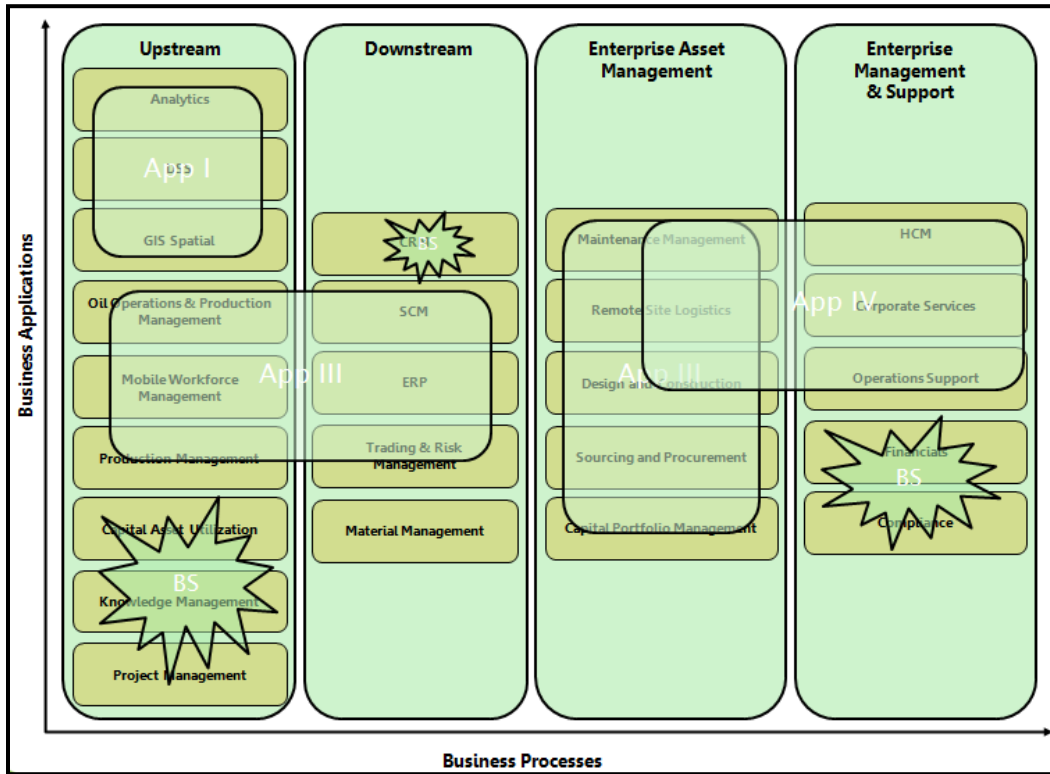 Upstream
Analytics
DSS
App I
GIS Spatial
Oil Operations & Production
Management
Mobile Workforce
Management
App III
Production Management
Capital Asset Utilization
BS
Knowledge Management
Project Management
Downstream
CRM
BS
SCM
ERP
Trading & Risk
Management
Material Management
Enterprise Asset
Management
Maintenance Management
Remote Site Logistics
Design and Construction
App III
Sourcing and Procurement
Capital Portfolio Management
Enterprise
Management
& Support
HCM
App IV
Corporate Services
Operations Support
Financials
BS
Compliance
Business Applications
Business Processes